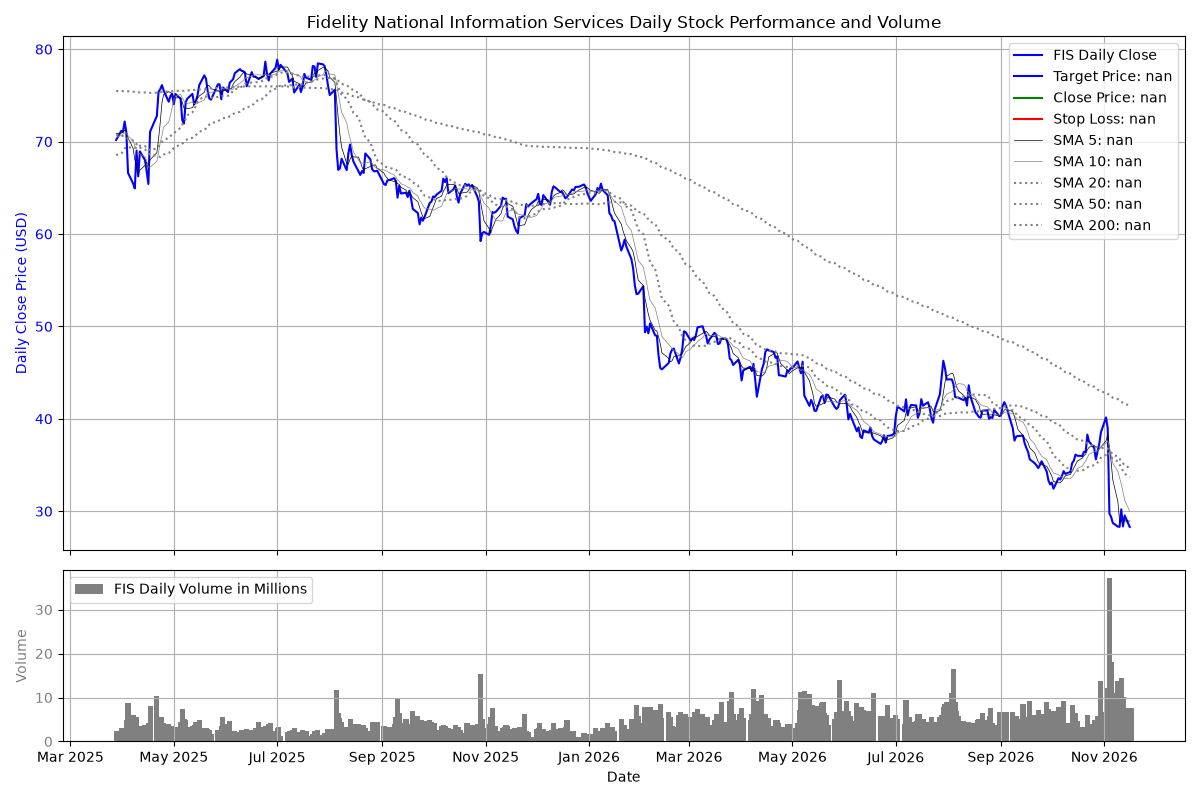 Fidelity National Information Services Daily Stock Performance and Volume
80
70
60
50
40
30
Daily Close Price (USD)
FIS Daily Close
Target Price: nan
Close Price: nan
Stop Loss: nan
SMA 5: nan
SMA 10: nan
SMA 20: nan
SMA 50: nan
SMA 200: nan
FIS Daily Volume in Millions
30
20
10
0
Volume
Mar 2025 May 2025 Jul 2025 Sep 2025 Nov 2025 Jan 2026 Mar 2026 May 2026 Jul 2026 Sep 2026 Nov 2026
Date